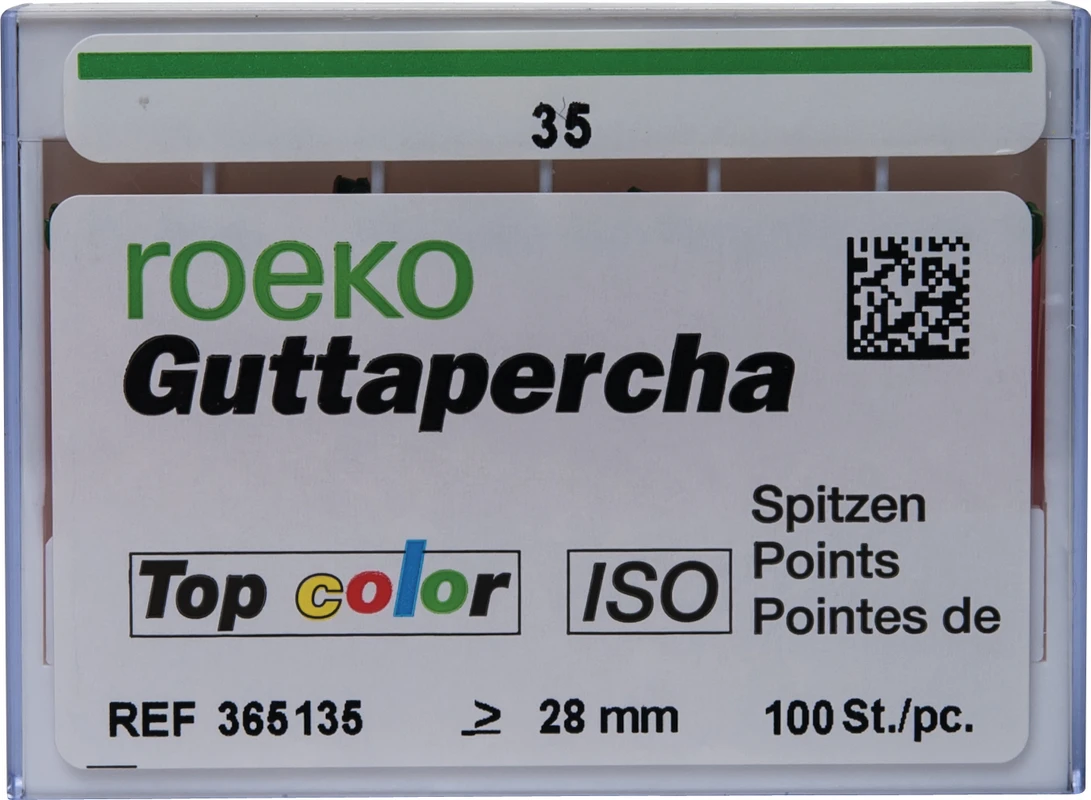 35
roeko
Guttapercha
Spitzen
Points
Pointes de
Top color
ISO
REF 365135 ≥ 28 mm 100 St./pc.